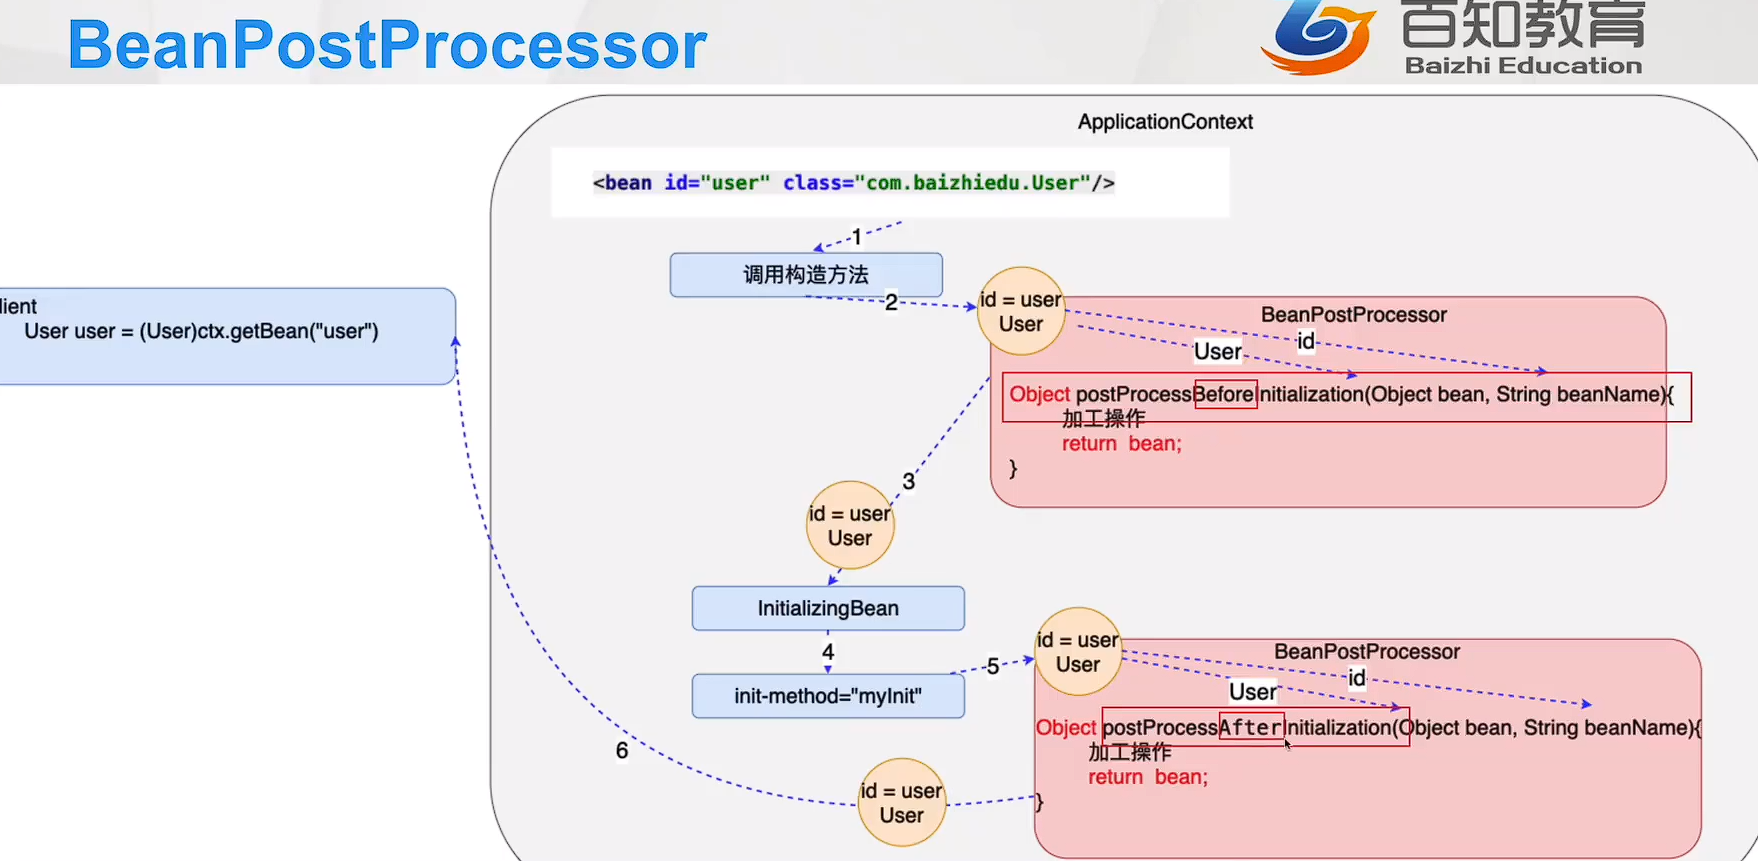 BeanPostProcessor
百知教育
Baizhi Education
ApplicationContext
<bean id="user" class="com.baizhiedu.User"/>
1
调用构造方法
2
id = user
User
BeanPostProcessor
id
User
Object postProcessBeforeInitialization(Object bean, String beanName){
加工操作
return bean;
}
lient
User user = (User)ctx.getBean("user")
3
id = user
User
InitializingBean
4
init-method="myInit"
5
id = user
User
BeanPostProcessor
id
User
Object postProcessAfterInitialization(Object bean, String beanName){
加工操作
return bean;
}
6
id = user
User